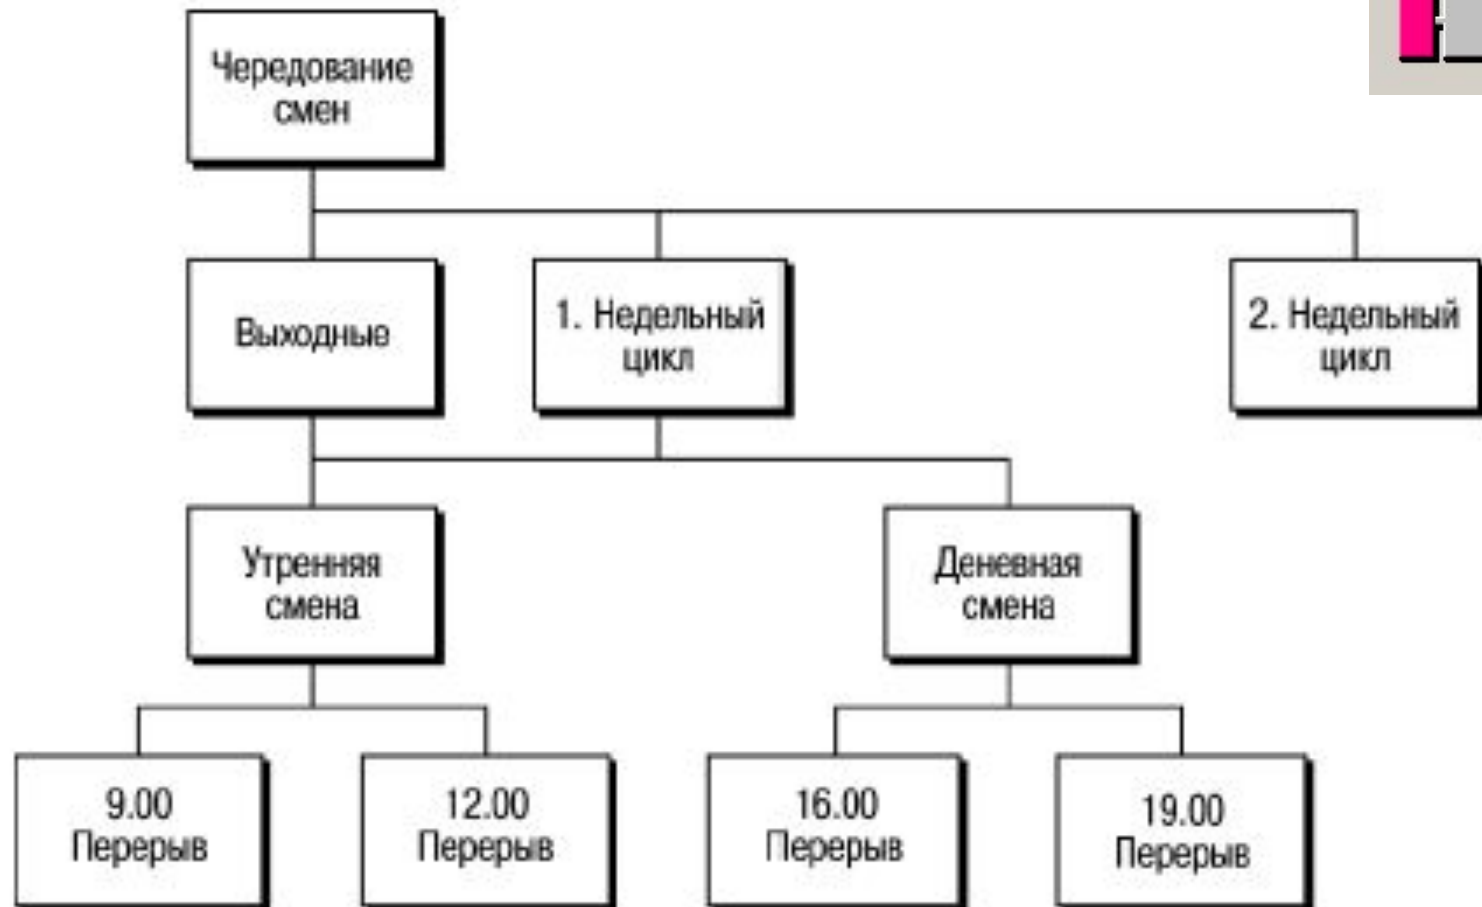 Чередование
смен
Выходные
1. Недельный
цикл
2. Недельный
цикл
Утренняя
смена
Деневная
смена
9.00
Перерыв
12.00
Перерыв
16.00
Перерыв
19.00
Перерыв